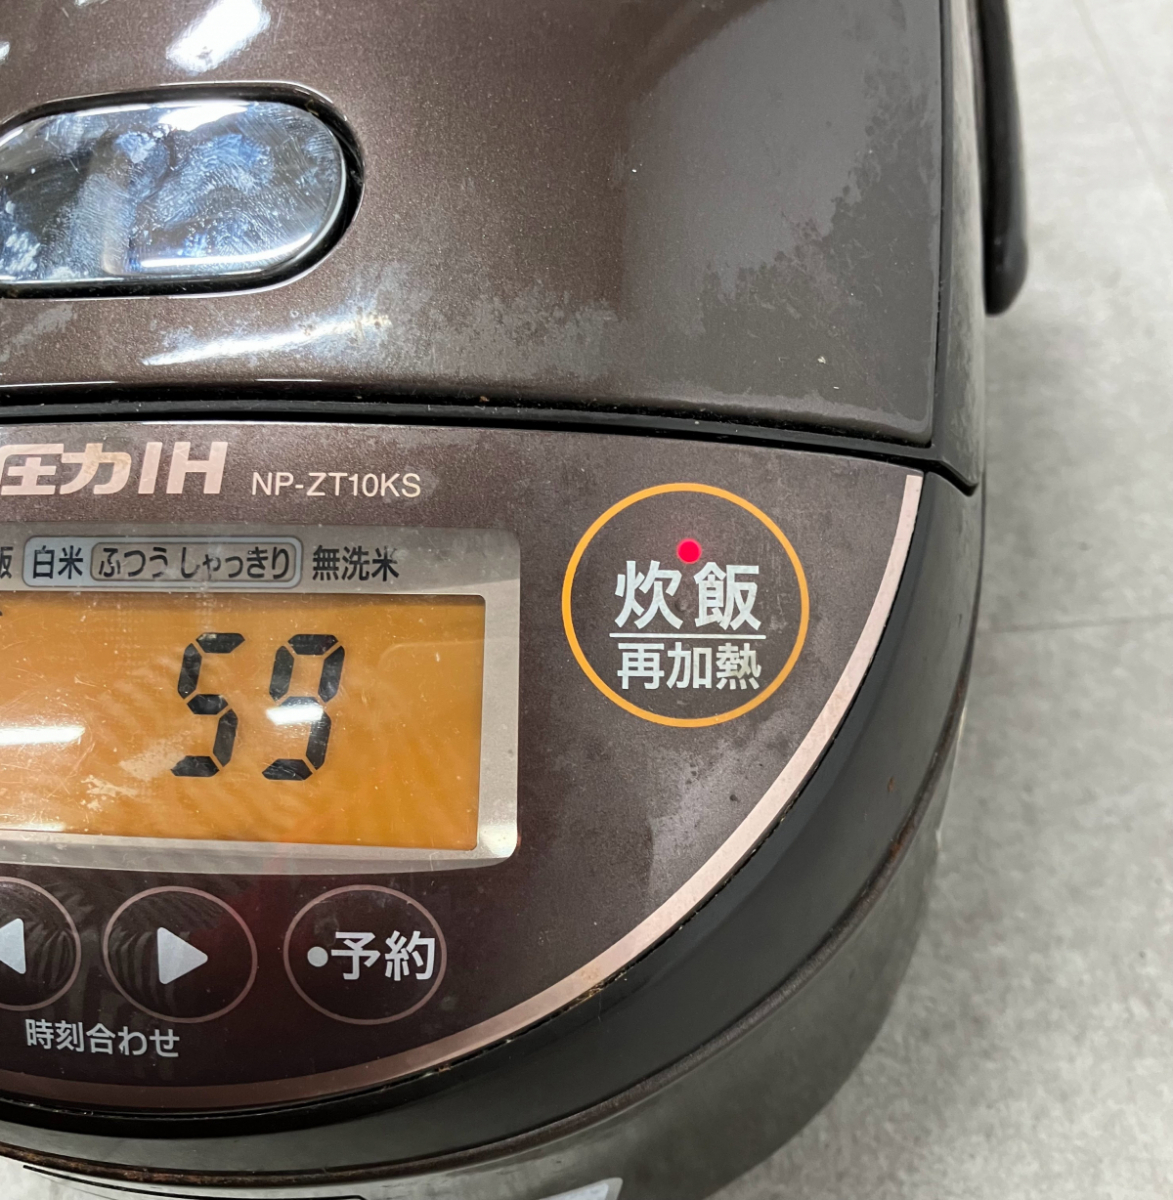 圧力IH NP-ZT10KS
白米 ふつう しゃっきり 無洗米
59
炊飯
再加熱
予約
時刻合わせ